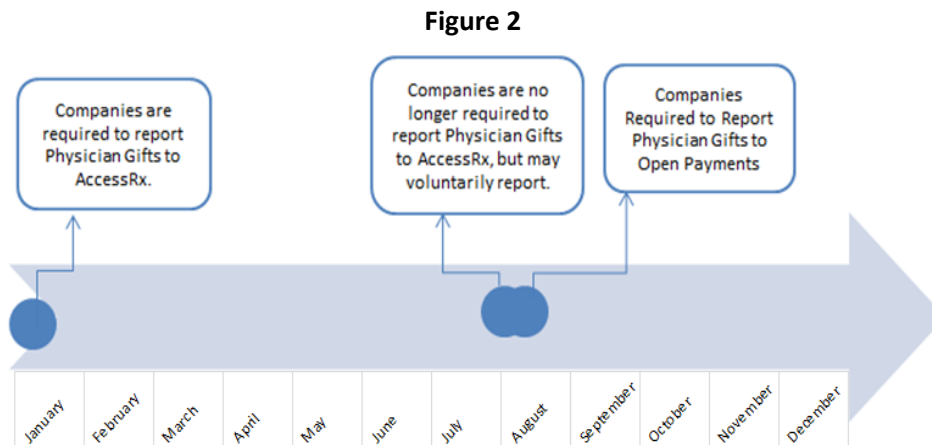 Figure 2
Companies are
required to report
Physician Gifts to
AccessRx.
Companies are no
longer required to
report Physician Gifts
to AccessRx, but may
voluntarily report.
Companies
Required to Report
Physician Gifts to
Open Payments
January
February
March
April
May
June
July
August
September
October
November
December